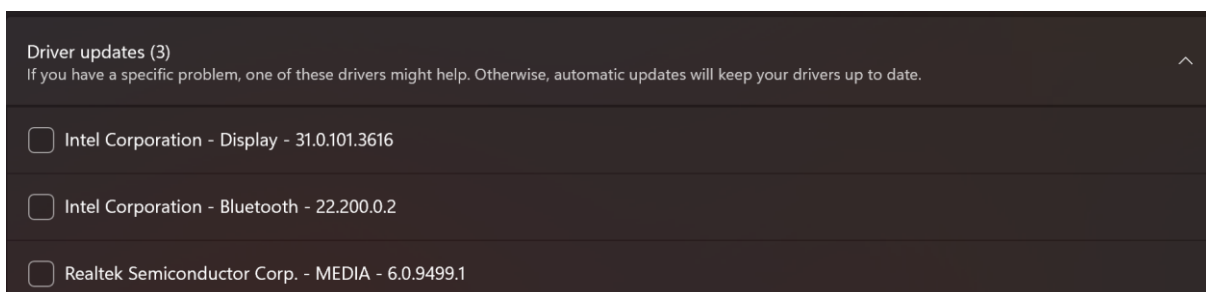 Driver updates (3)
If you have a specific problem, one of these drivers might help. Otherwise, automatic updates will keep your drivers up to date.
Intel Corporation - Display - 31.0.101.3616
Intel Corporation - Bluetooth - 22.200.0.2
Realtek Semiconductor Corp. - MEDIA - 6.0.9499.1